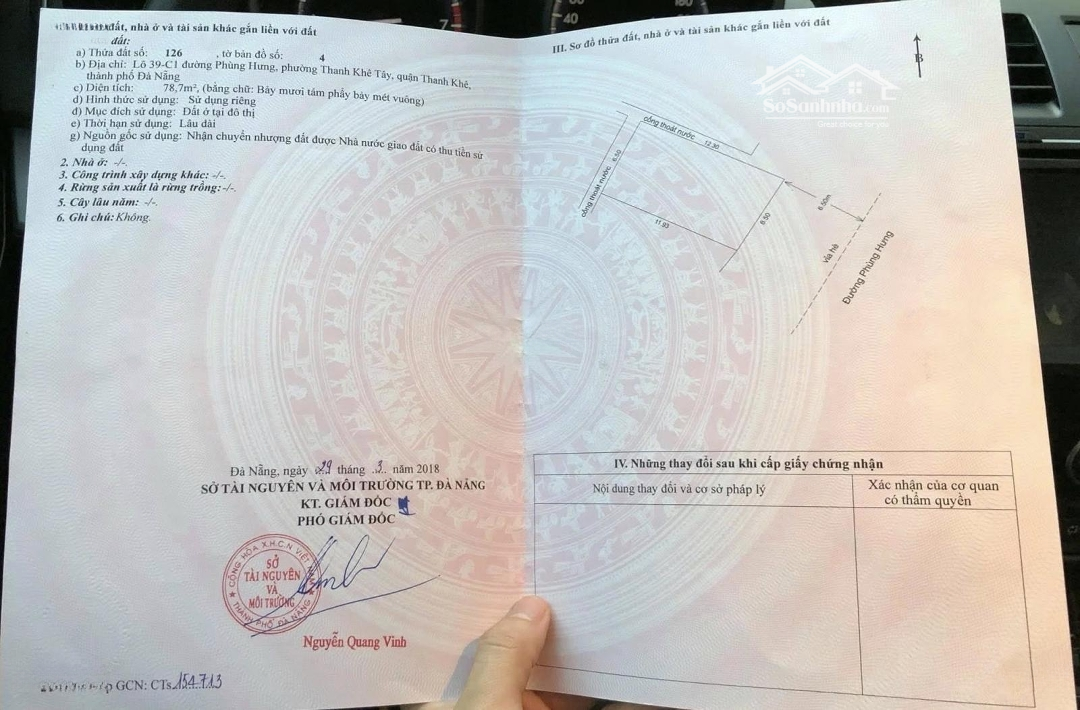 đất, nhà ở và tài sản khác gắn liền với đất
đất:
a) Thửa đất số: 126 , tờ bản đồ số: 4
b) Địa chỉ: Lô 39-C1 đường Phùng Hưng, phường Thanh Khê Tây, quận Thanh Khê,
thành phố Đà Nẵng
c) Diện tích: 78,7m², (bằng chữ: Bảy mươi tám phẩy bảy mét vuông)
d) Hình thức sử dụng: Sử dụng riêng
đ) Mục đích sử dụng: Đất ở tại đô thị
e) Thời hạn sử dụng: Lâu dài
g) Nguồn gốc sử dụng: Nhận chuyển nhượng đất được Nhà nước giao đất có thu tiền sử
dụng đất
2. Nhà ở: -/-.
3. Công trình xây dựng khác: -/-.
4. Rừng sản xuất là rừng trồng: -/-.
5. Cây lâu năm: -/-.
6. Ghi chú: Không.
Đà Nẵng, ngày 29 tháng 3 năm 2018
SỞ TÀI NGUYÊN VÀ MÔI TRƯỜNG TP. ĐÀ NẴNG
KT. GIÁM ĐỐC
PHÓ GIÁM ĐỐC
CỘNG HÒA X.H.C.N VIỆT
SỞ
TÀI NGUYÊN
VÀ
MÔI TRƯỜNG
THÀNH PHỐ ĐÀ NẴNG
Nguyễn Quang Vinh
GCN: CTs 154713
III. Sơ đồ thửa đất, nhà ở và tài sản khác gắn liền với đất
B
SoSanhnha.com
cống thoát nước
12.30
cống thoát nước
6.50
11.93
6.50
6.50m
Vỉa hè
Đường Phùng Hưng
IV. Những thay đổi sau khi cấp giấy chứng nhận
Nội dung thay đổi và cơ sở pháp lý
Xác nhận của cơ quan
có thẩm quyền
40